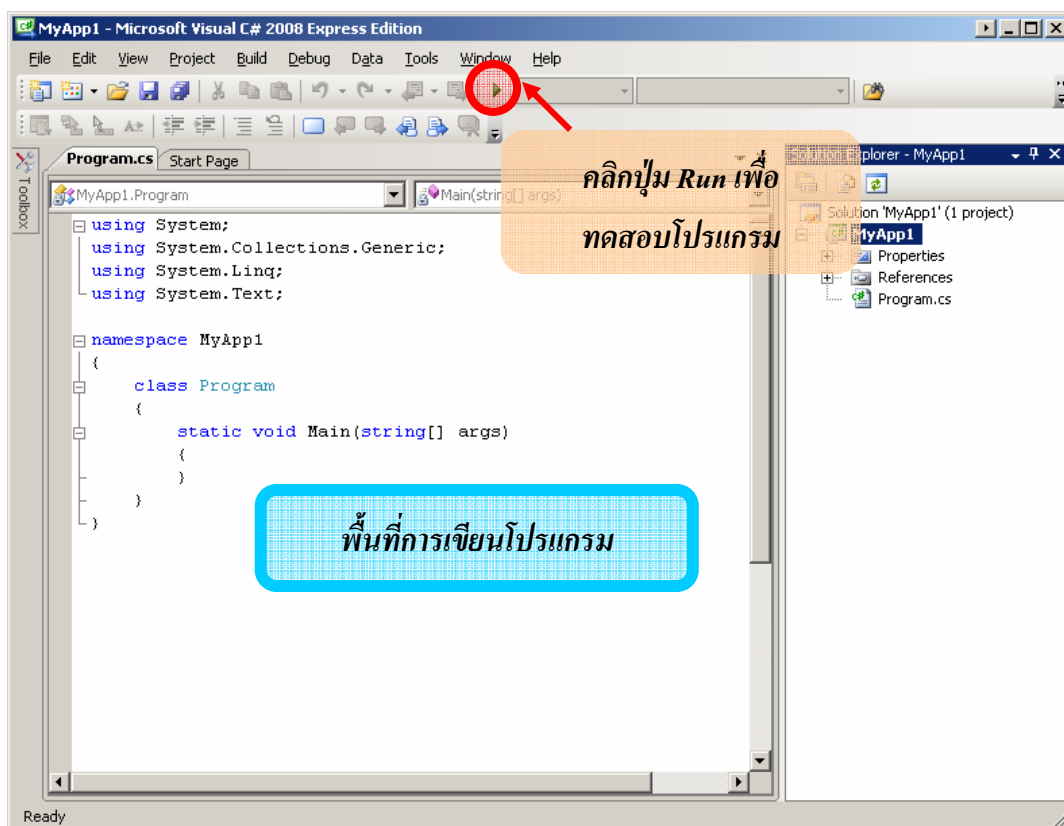 MyApp1 - Microsoft Visual C# 2008 Express Edition
File Edit View Project Build Debug Data Tools Window Help
Program.cs Start Page
Toolbox
MyApp1.Program
Main(string[] args)
คลิกปุ่ม Run เพื่อ
ทดสอบโปรแกรม
Solution Explorer - MyApp1
Solution 'MyApp1' (1 project)
MyApp1
Properties
References
Program.cs
using System;
using System.Collections.Generic;
using System.Linq;
using System.Text;
namespace MyApp1
{
class Program
{
static void Main(string[] args)
{
}
}
}
พื้นที่การเขียนโปรแกรม
Ready